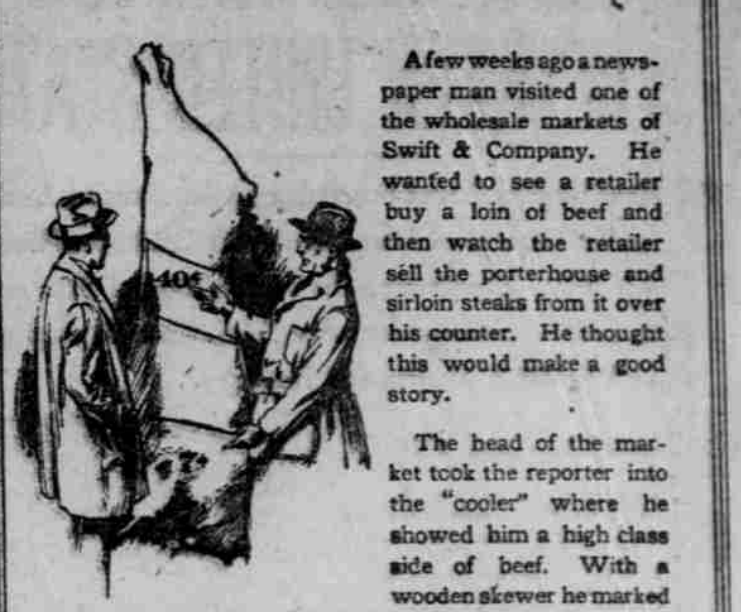 40¢
7¢
A few weeks ago a news-
paper man visited one of
the wholesale markets of
Swift & Company. He
wanted to see a retailer
buy a loin of beef and
then watch the retailer
sell the porterhouse and
sirloin steaks from it over
his counter. He thought
this would make a good
story.
The head of the mar-
ket took the reporter into
the "cooler" where he
showed him a high class
side of beef. With a
wooden skewer he marked